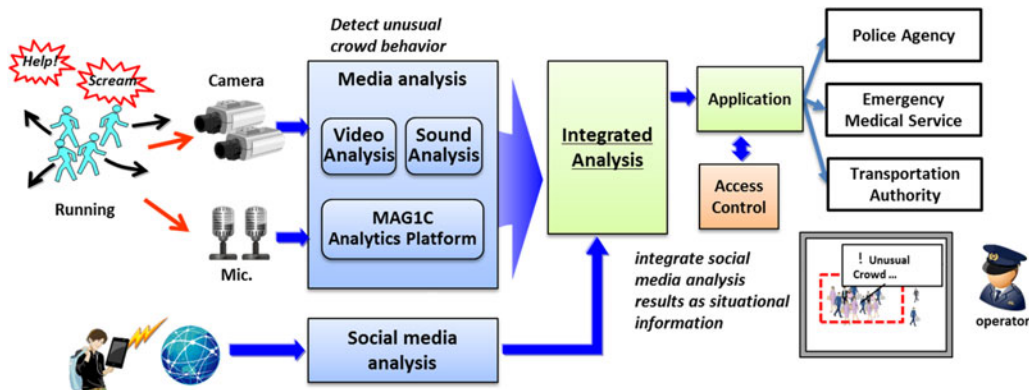 Help!
Scream
Running
Camera
Mic.
Detect unusual
crowd behavior
Media analysis
Video
Analysis
Sound
Analysis
MAG1C
Analytics Platform
Social media
analysis
Integrated
Analysis
integrate social
media analysis
results as situational
information
Application
Access
Control
Police Agency
Emergency
Medical Service
Transportation
Authority
! Unusual
Crowd ...
operator